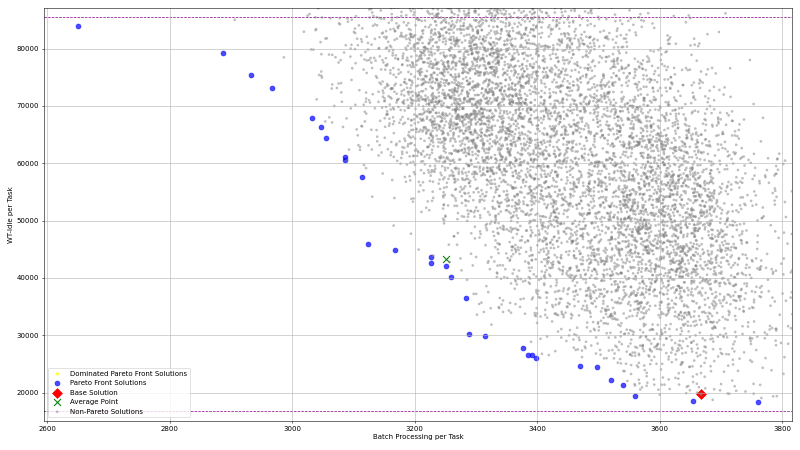 WT-Idle per Task
80000
70000
60000
50000
40000
30000
20000
Dominated Pareto Front Solutions
Pareto Front Solutions
Base Solution
Average Point
Non-Pareto Solutions
2600 2800 3000 3200 3400 3600 3800
Batch Processing per Task